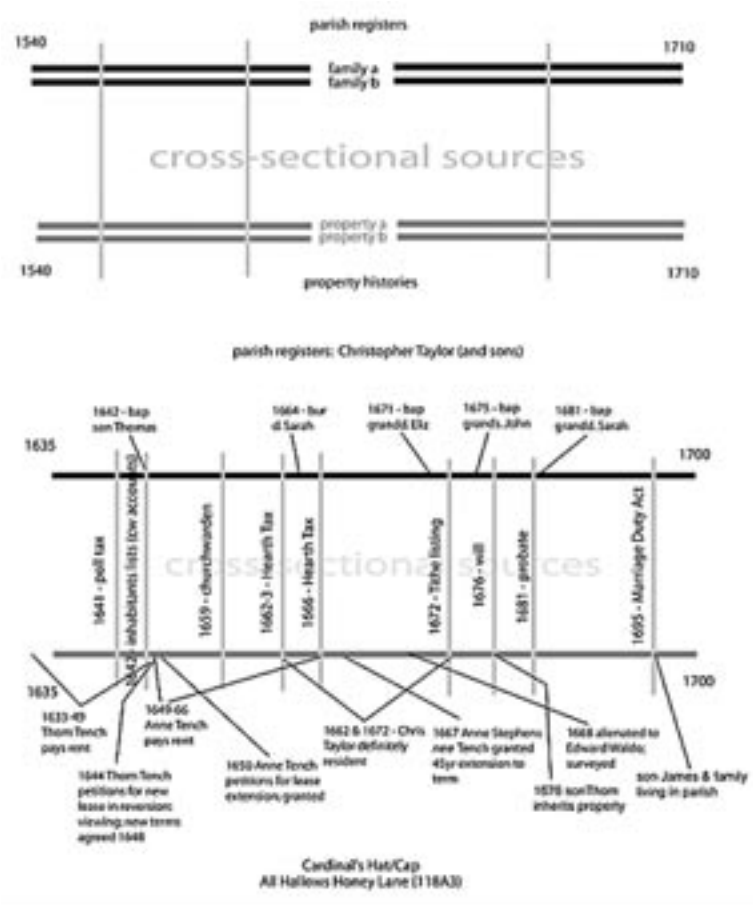 parish registers
1540
1710
family a
family b
cross-sectional sources
property a
property b
1540
1710
property histories
parish registers: Christopher Taylor (and sons)
1642 - bap
son Thomas
1664 - bur
d. Sarah
1671 - bap
grandd. Eliz
1675 - bap
grands. John
1681 - bap
grandd. Sarah
1635
1700
1641 - poll tax
1642 - inhabitants lists (cw accounts)
1659 - churchwarden
1662-3 - Hearth Tax
1666 - Hearth Tax
1672 - Tithe listing
1676 - will
1681 - probate
1695 - Marriage Duty Act
cross-sectional sources
1635
1700
1633-49
Thom Tench
pays rent
1649-66
Anne Tench
pays rent
1644 Thom Tench
petitions for new
lease in reversion;
viewing; new terms
agreed 1648
1650 Anne Tench
petitions for lease
extension; granted
1662 & 1672 - Chris
Taylor definitely
resident
1667 Anne Stephens
nee Tench granted
45yr extension to
term
1668 alienated to
Edward Waldo;
surveyed
1676 son Thom
inherits property
son James & family
living in parish
Cardinal's Hat/Cap
All Hallows Honey Lane (118A3)